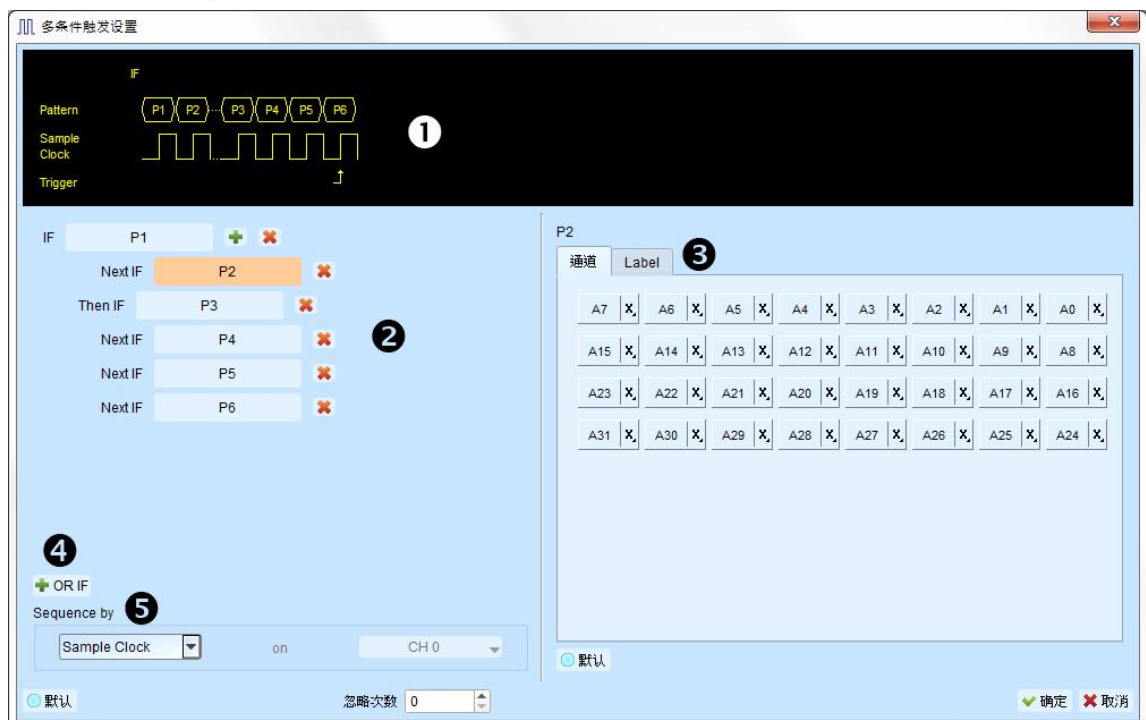 多条件触发设置
IF
Pattern P1 P2 ... P3 P4 P5 P6
Sample
Clock
Trigger
❶
IF P1
Next IF P2
Then IF P3
Next IF P4
Next IF P5
Next IF P6
❷
❹
OR IF
Sequence by ❺
Sample Clock on CH 0
P2
通道 Label ❸
A7 X A6 X A5 X A4 X A3 X A2 X A1 X A0 X
A15 X A14 X A13 X A12 X A11 X A10 X A9 X A8 X
A23 X A22 X A21 X A20 X A19 X A18 X A17 X A16 X
A31 X A30 X A29 X A28 X A27 X A26 X A25 X A24 X
默认
默认 忽略次数 0 确定 取消